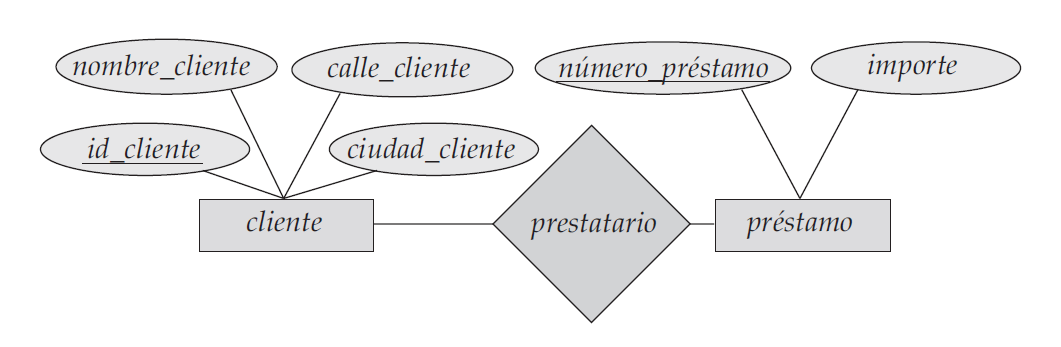 nombre_cliente
calle_cliente
número_préstamo
importe
id_cliente
ciudad_cliente
cliente
prestatario
préstamo